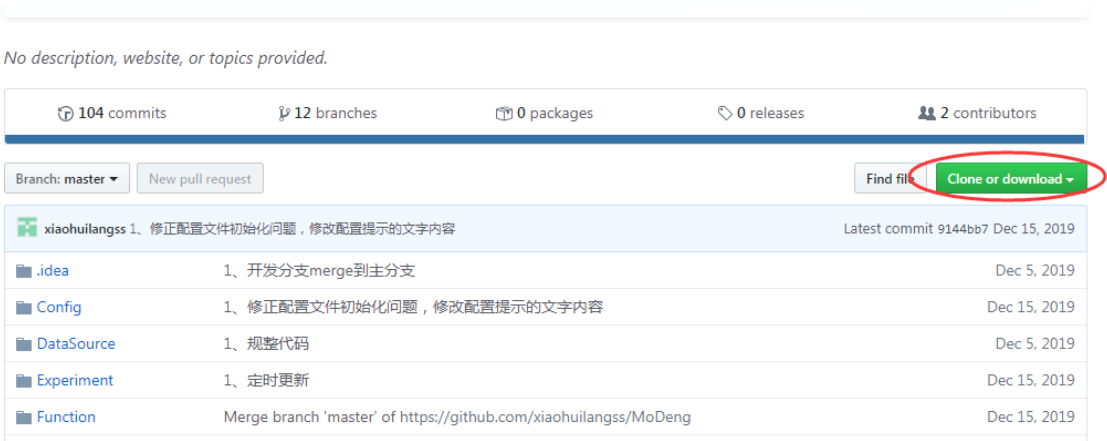 No description, website, or topics provided.
104 commits 12 branches 0 packages 0 releases 2 contributors
Branch: master New pull request Find file Clone or download
xiaohuilangss 1、修正配置文件初始化问题，修改配置提示的文字内容 Latest commit 9144bb7 Dec 15, 2019
.idea 1、开发分支merge到主分支 Dec 5, 2019
Config 1、修正配置文件初始化问题，修改配置提示的文字内容 Dec 15, 2019
DataSource 1、规整代码 Dec 5, 2019
Experiment 1、定时更新 Dec 15, 2019
Function Merge branch 'master' of https://github.com/xiaohuilangss/MoDeng Dec 15, 2019